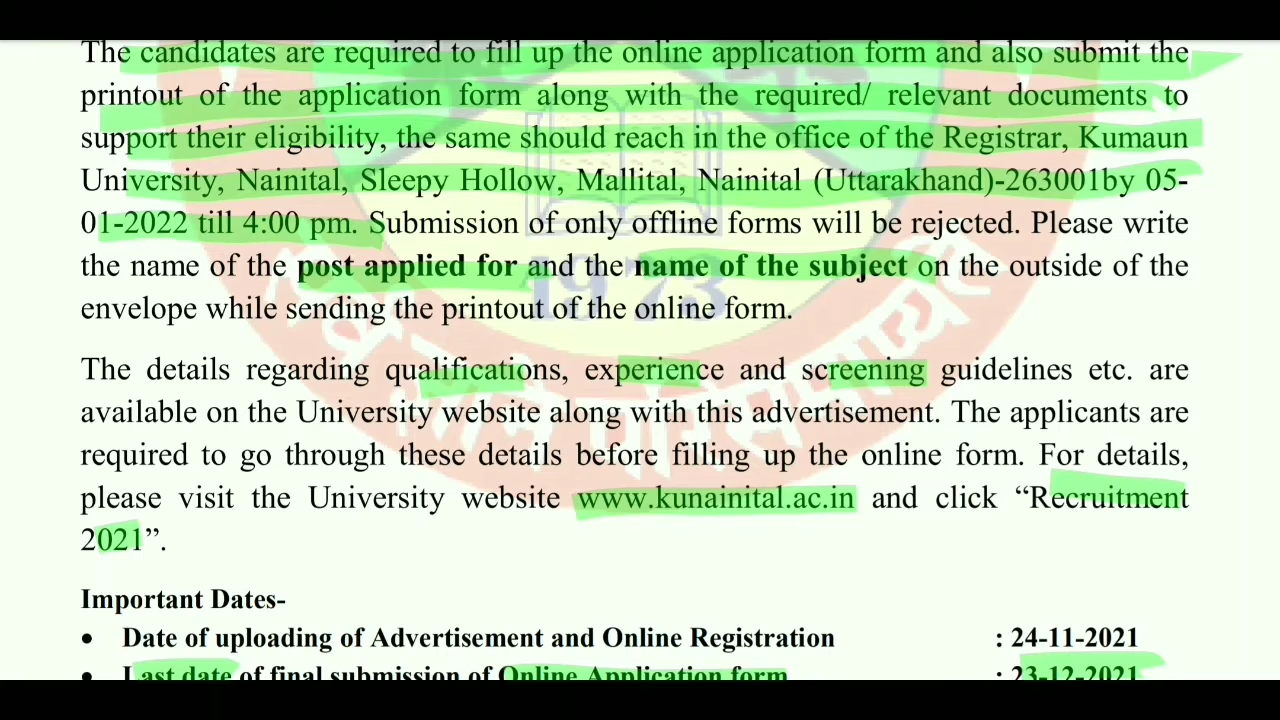 The candidates are required to fill up the online application form and also submit the
printout of the application form along with the required/ relevant documents to
support their eligibility, the same should reach in the office of the Registrar, Kumaun
University, Nainital, Sleepy Hollow, Mallital, Nainital (Uttarakhand)-263001by 05-
01-2022 till 4:00 pm. Submission of only offline forms will be rejected. Please write
the name of the post applied for and the name of the subject on the outside of the
1973
envelope while sending the printout of the online form.
The details regarding qualifications, experience and screening guidelines etc. are
available on the University website along with this advertisement. The applicants are
required to go through these details before filling up the online form. For details,
please visit the University website www.kunainital.ac.in and click “Recruitment
2021”.
Important Dates-
• Date of uploading of Advertisement and Online Registration : 24-11-2021
• Last date of final submission of Online Application form : 23-12-2021